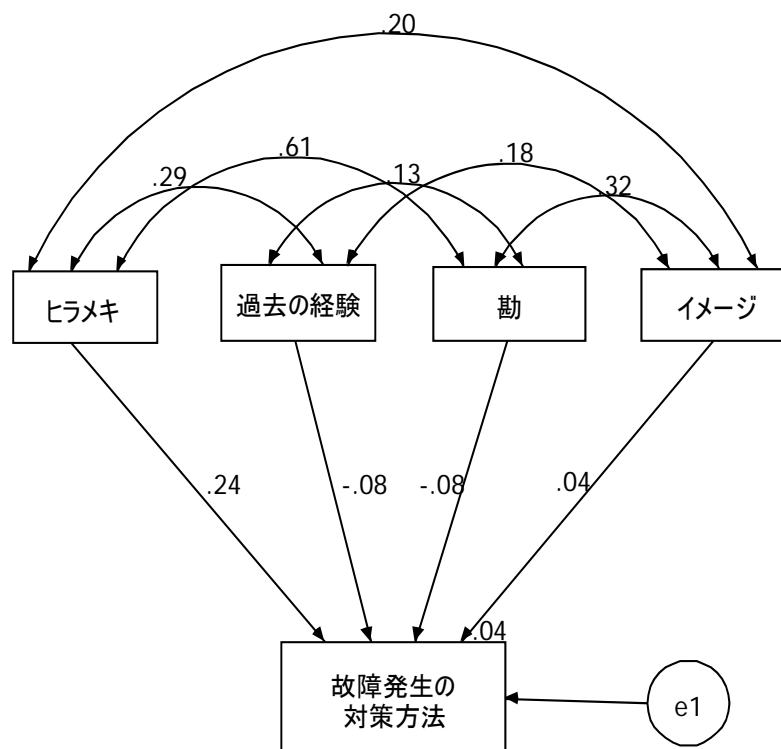 .20
.61
.18
.29
.13
.32
ヒラメキ
過去の経験
勘
イメージ
.24
-.08
-.08
.04
.04
故障発生の
対策方法
e1